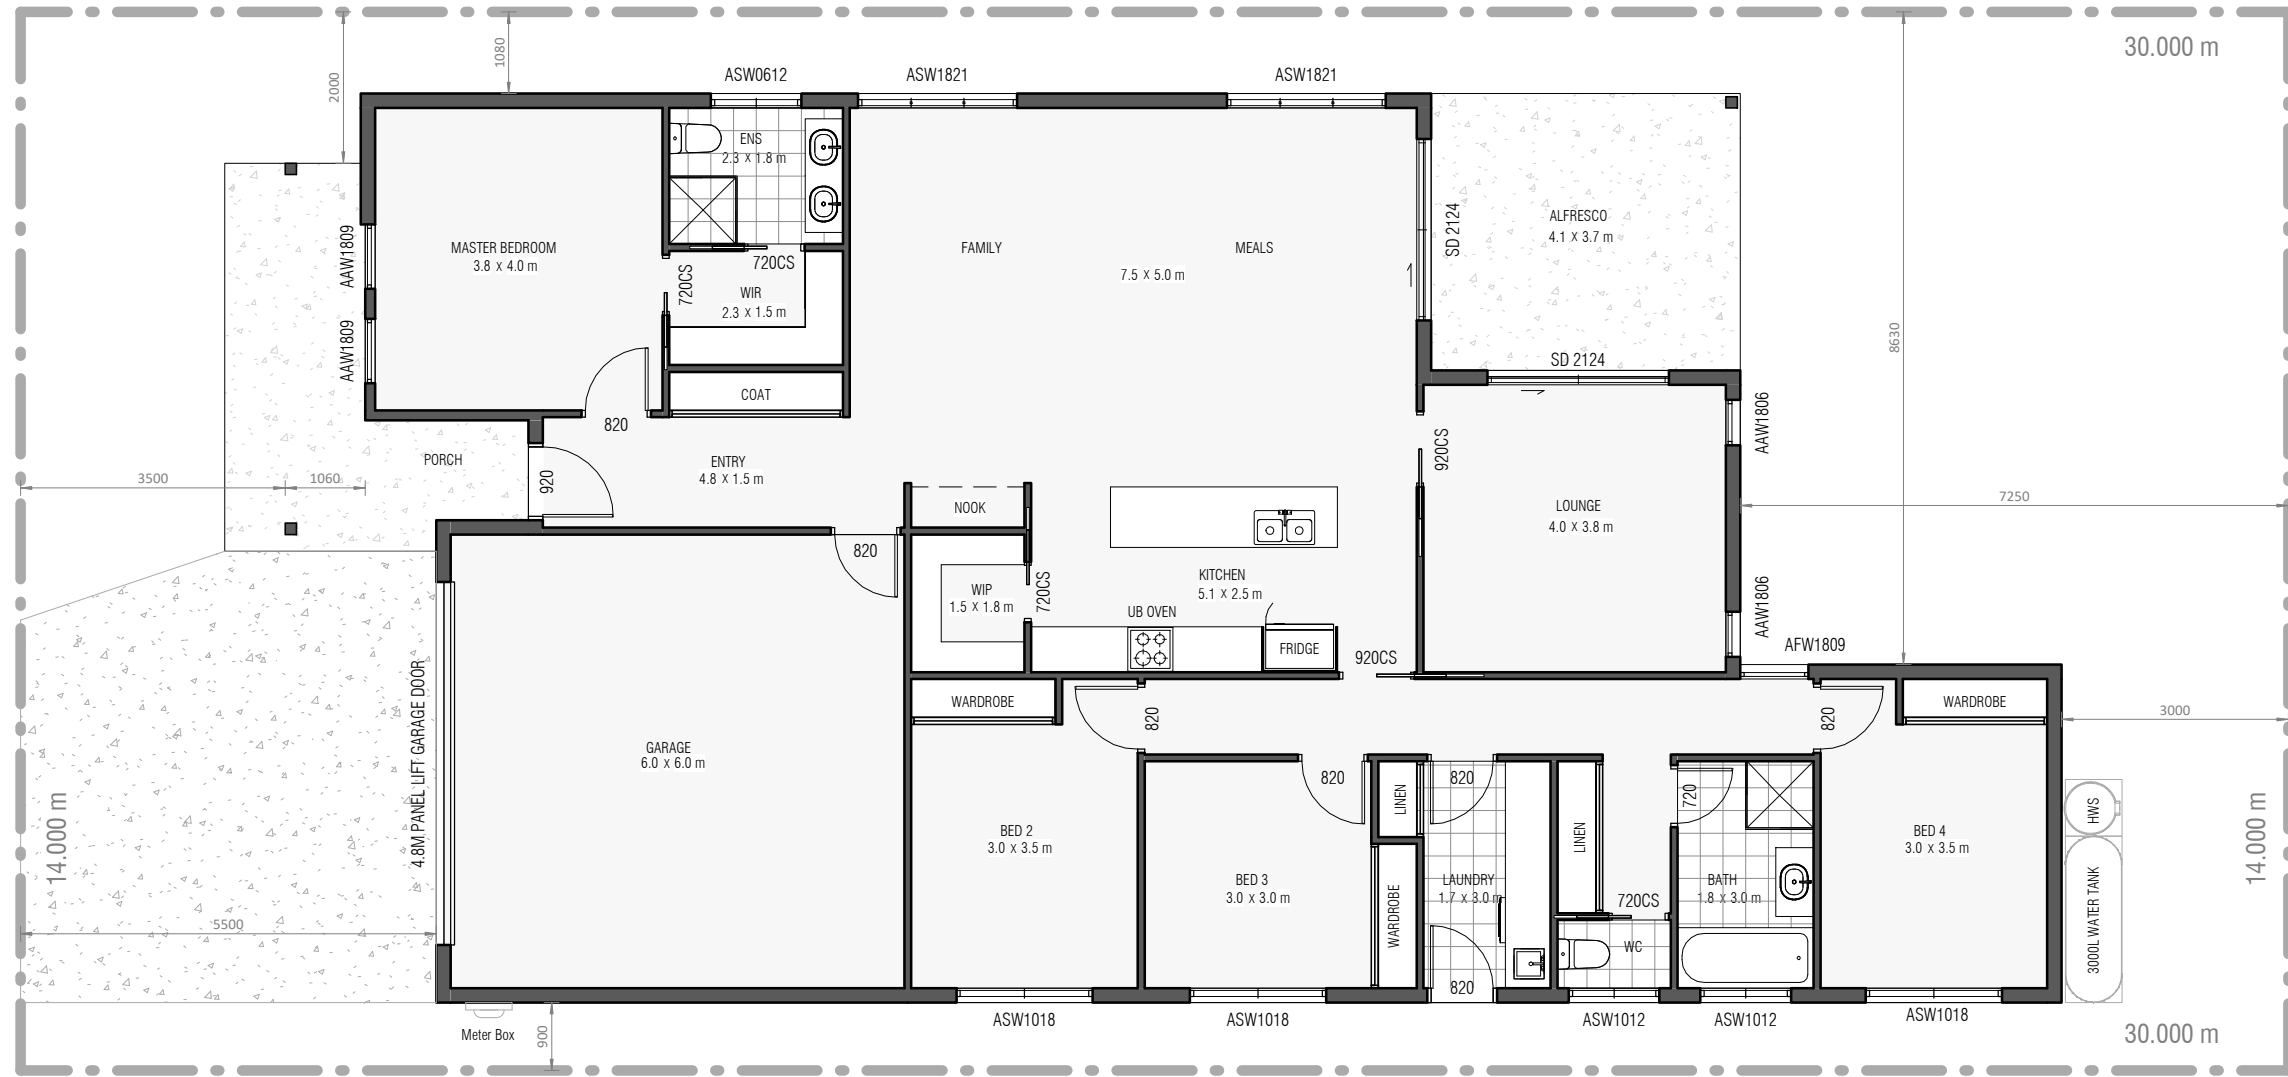 30.000 m
1080
2000
ASW0612
ASW1821
ASW1821
ENS
2.3 x 1.8 m
MASTER BEDROOM
3.8 x 4.0 m
AAW1809
AAW1809
720CS
720CS
WIR
2.3 x 1.5 m
COAT
820
FAMILY
MEALS
7.5 x 5.0 m
SD 2124
ALFRESCO
4.1 x 3.7 m
SD 2124
8630
AAW1806
AAW1806
PORCH
3500
1060
920
ENTRY
4.8 x 1.5 m
NOOK
920CS
LOUNGE
4.0 x 3.8 m
7250
820
WIP
1.5 x 1.8 m
720CS
KITCHEN
5.1 x 2.5 m
UB OVEN
FRIDGE
920CS
AFW1809
WARDROBE
820
820
WARDROBE
3000
4.8M PANEL LIFT GARAGE DOOR
GARAGE
6.0 x 6.0 m
14.000 m
5500
BED 2
3.0 x 3.5 m
820
LINEN
820
BED 3
3.0 x 3.0 m
WARDROBE
LAUNDRY
1.7 x 3.0 m
820
LINEN
720CS
WC
720
BATH
1.8 x 3.0 m
BED 4
3.0 x 3.5 m
HWS
3000L WATER TANK
14.000 m
Meter Box
900
ASW1018
ASW1018
ASW1012
ASW1012
ASW1018
30.000 m